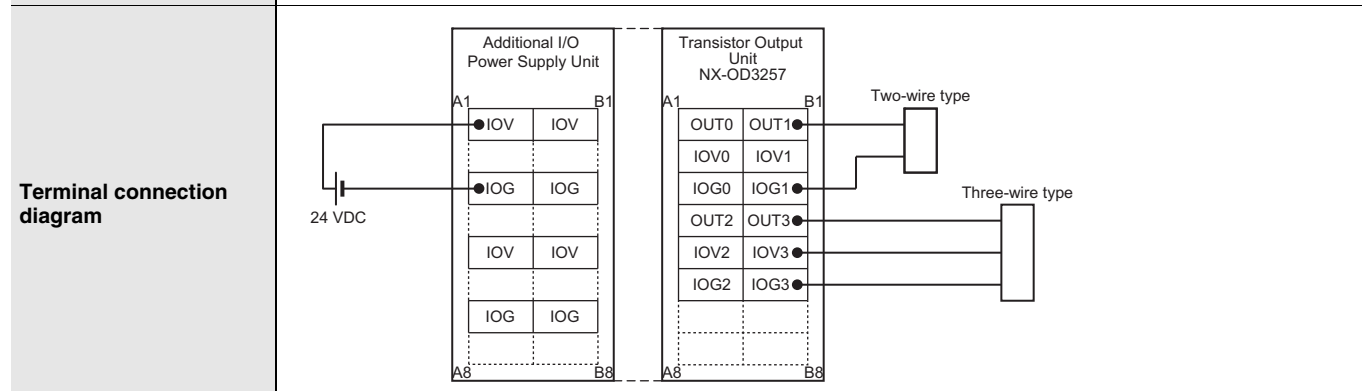 Terminal connection
diagram
24 VDC
Additional I/O
Power Supply Unit
A1 B1
IOV IOV
IOG IOG
IOV IOV
IOG IOG
A8 B8
Transistor Output
Unit
NX-OD3257
A1 B1
OUT0 OUT1
IOV0 IOV1
IOG0 IOG1
OUT2 OUT3
IOV2 IOV3
IOG2 IOG3
A8 B8
Two-wire type
Three-wire type